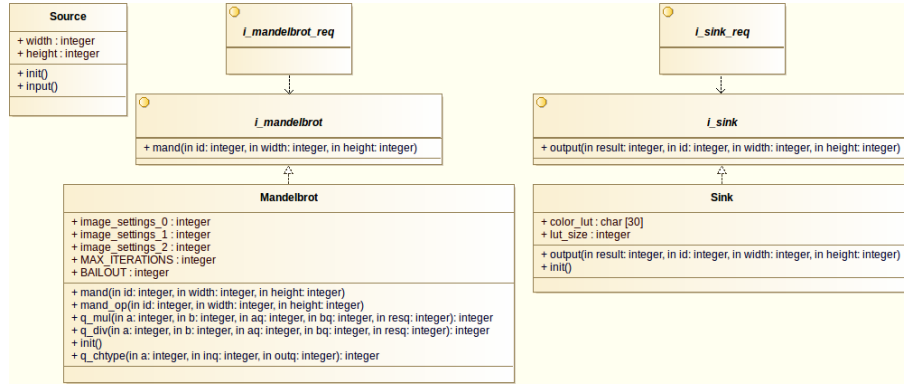 Source
+ width : integer
+ height : integer
+ init()
+ input()
i_mandelbrot_req
i_mandelbrot
+ mand(in id: integer, in width: integer, in height: integer)
Mandelbrot
+ image_settings_0 : integer
+ image_settings_1 : integer
+ image_settings_2 : integer
+ MAX_ITERATIONS : integer
+ BAILOUT : integer
+ mand(in id: integer, in width: integer, in height: integer)
+ mand_op(in id: integer, in width: integer, in height: integer)
+ q_mul(in a: integer, in b: integer, in aq: integer, in bq: integer, in resq: integer): integer
+ q_div(in a: integer, in b: integer, in aq: integer, in bq: integer, in resq: integer): integer
+ init()
+ q_chtype(in a: integer, in inq: integer, in outq: integer): integer
i_sink_req
i_sink
+ output(in result: integer, in id: integer, in width: integer, in height: integer)
Sink
+ color_lut : char [30]
+ lut_size : integer
+ output(in result: integer, in id: integer, in width: integer, in height: integer)
+ init()